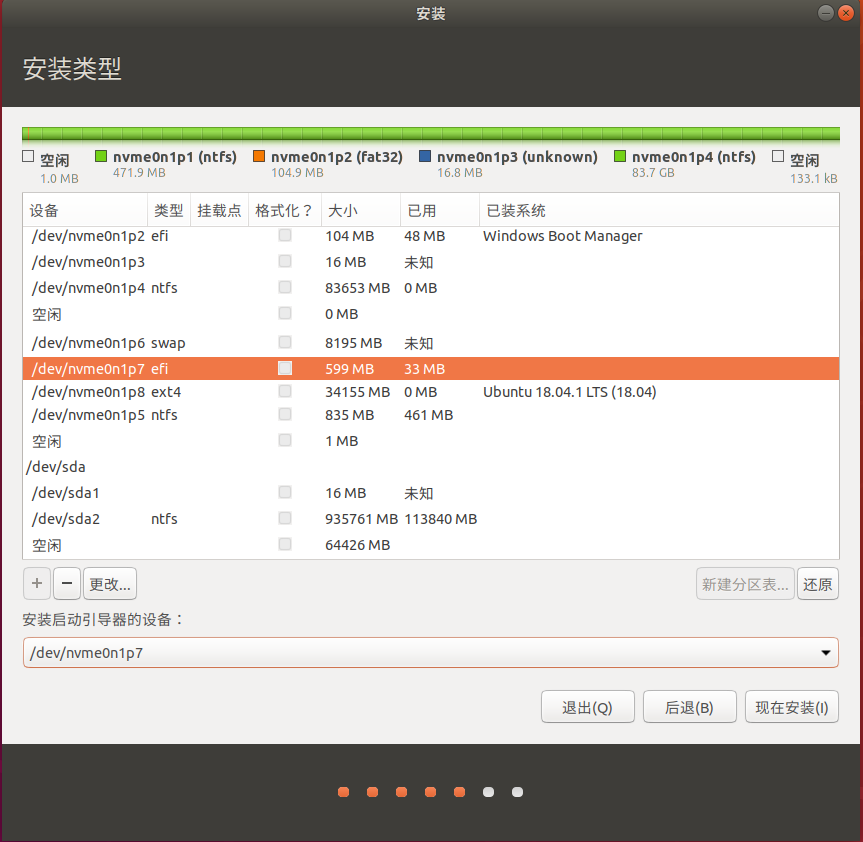 安装
安装类型
空闲 nvme0n1p1 (ntfs) nvme0n1p2 (fat32) nvme0n1p3 (unknown) nvme0n1p4 (ntfs) 空闲
1.0 MB 471.9 MB 104.9 MB 16.8 MB 83.7 GB 133.1 kB
设备 类型 挂载点 格式化？ 大小 已用 已装系统
/dev/nvme0n1p2 efi 104 MB 48 MB Windows Boot Manager
/dev/nvme0n1p3 16 MB 未知
/dev/nvme0n1p4 ntfs 83653 MB 0 MB
空闲 0 MB
/dev/nvme0n1p6 swap 8195 MB 未知
/dev/nvme0n1p7 efi 599 MB 33 MB
/dev/nvme0n1p8 ext4 34155 MB 0 MB Ubuntu 18.04.1 LTS (18.04)
/dev/nvme0n1p5 ntfs 835 MB 461 MB
空闲 1 MB
/dev/sda
/dev/sda1 16 MB 未知
/dev/sda2 ntfs 935761 MB 113840 MB
空闲 64426 MB
+ − 更改... 新建分区表... 还原
安装启动引导器的设备：
/dev/nvme0n1p7
退出(Q) 后退(B) 现在安装(I)